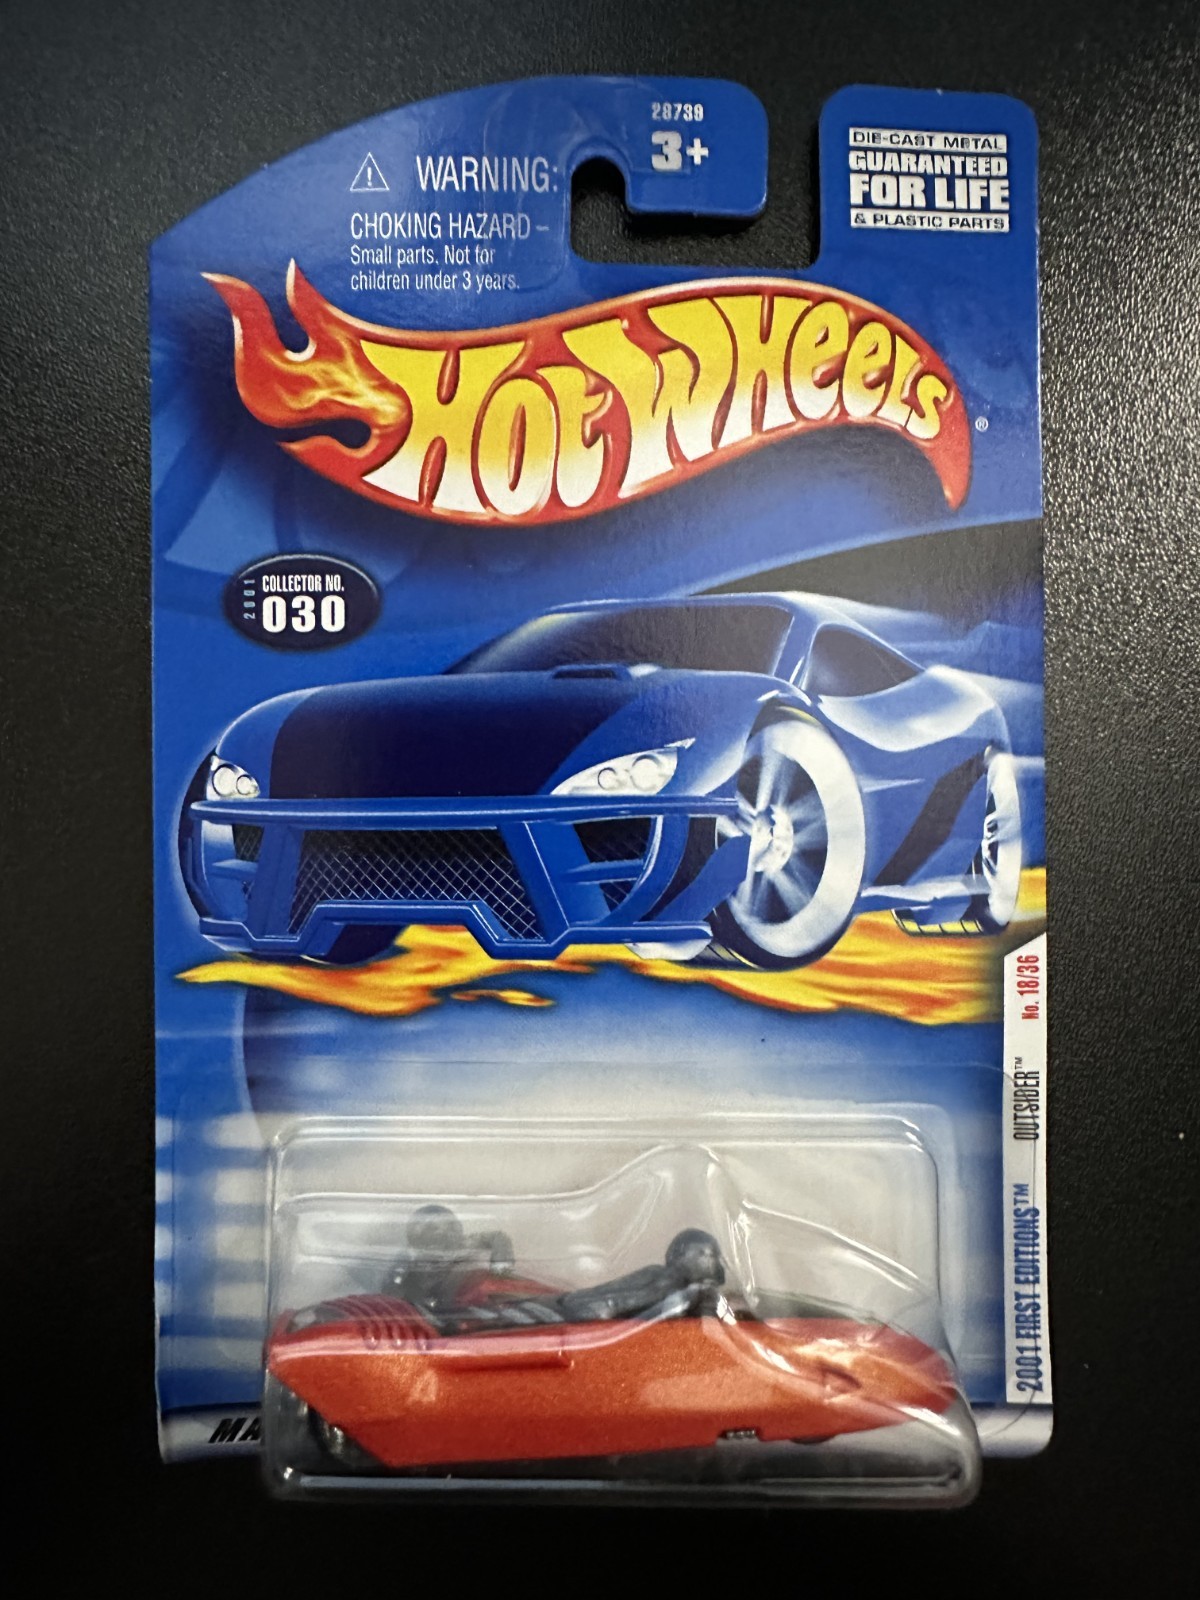 28739
3+
WARNING:
CHOKING HAZARD –
Small parts. Not for
children under 3 years.
DIE-CAST METAL
GUARANTEED
FOR LIFE
& PLASTIC PARTS
HOT WHEELS®
2001
COLLECTOR NO.
030
2001 FIRST EDITIONS™ OUTSIDER™ No. 18/36